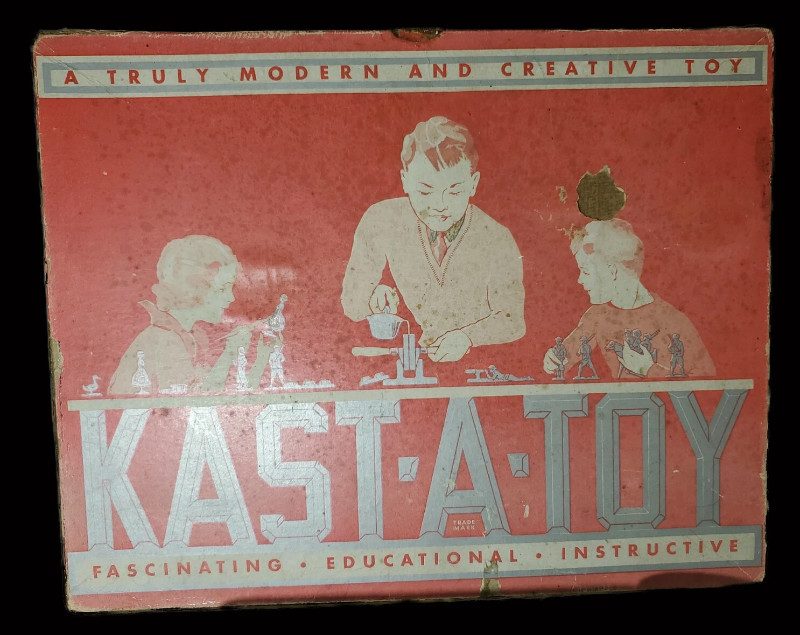 A TRULY MODERN AND CREATIVE TOY
KAST·A·TOY
TRADE
MARK
FASCINATING · EDUCATIONAL · INSTRUCTIVE